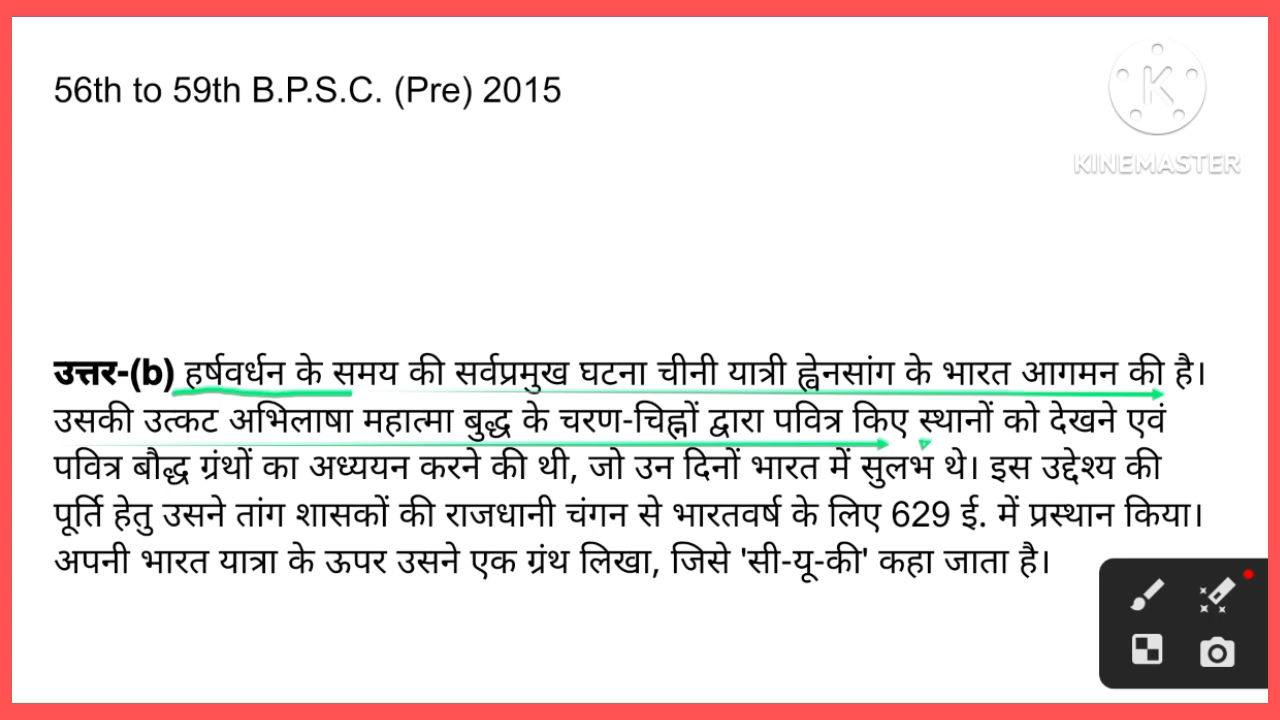 56th to 59th B.P.S.C. (Pre) 2015
KINEMASTER
उत्तर-(b) हर्षवर्धन के समय की सर्वप्रमुख घटना चीनी यात्री ह्वेनसांग के भारत आगमन की है।
उसकी उत्कट अभिलाषा महात्मा बुद्ध के चरण-चिह्नों द्वारा पवित्र किए स्थानों को देखने एवं
पवित्र बौद्ध ग्रंथों का अध्ययन करने की थी, जो उन दिनों भारत में सुलभ थे। इस उद्देश्य की
पूर्ति हेतु उसने तांग शासकों की राजधानी चंगन से भारतवर्ष के लिए 629 ई. में प्रस्थान किया।
अपनी भारत यात्रा के ऊपर उसने एक ग्रंथ लिखा, जिसे 'सी-यू-की' कहा जाता है।